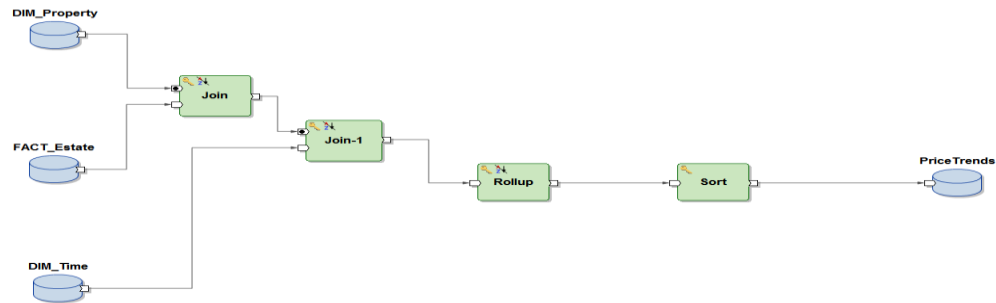 DIM_Property
Join
FACT_Estate
Join-1
PriceTrends
Rollup
Sort
DIM_Time